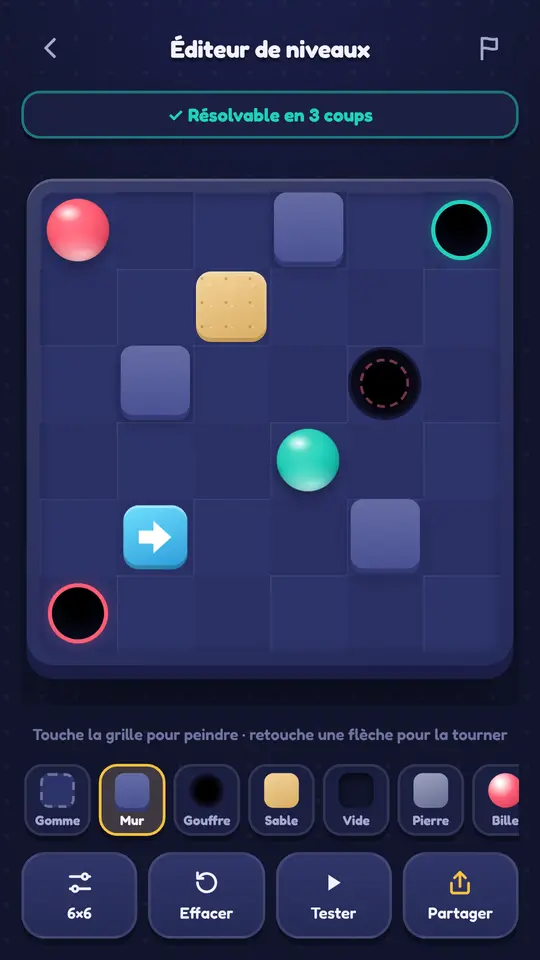 Éditeur de niveaux
✓ Résolvable en 3 coups
Touche la grille pour peindre · retouche une flèche pour la tourner
Gomme
Mur
Gouffre
Sable
Vide
Pierre
Bille
6×6
Effacer
Tester
Partager